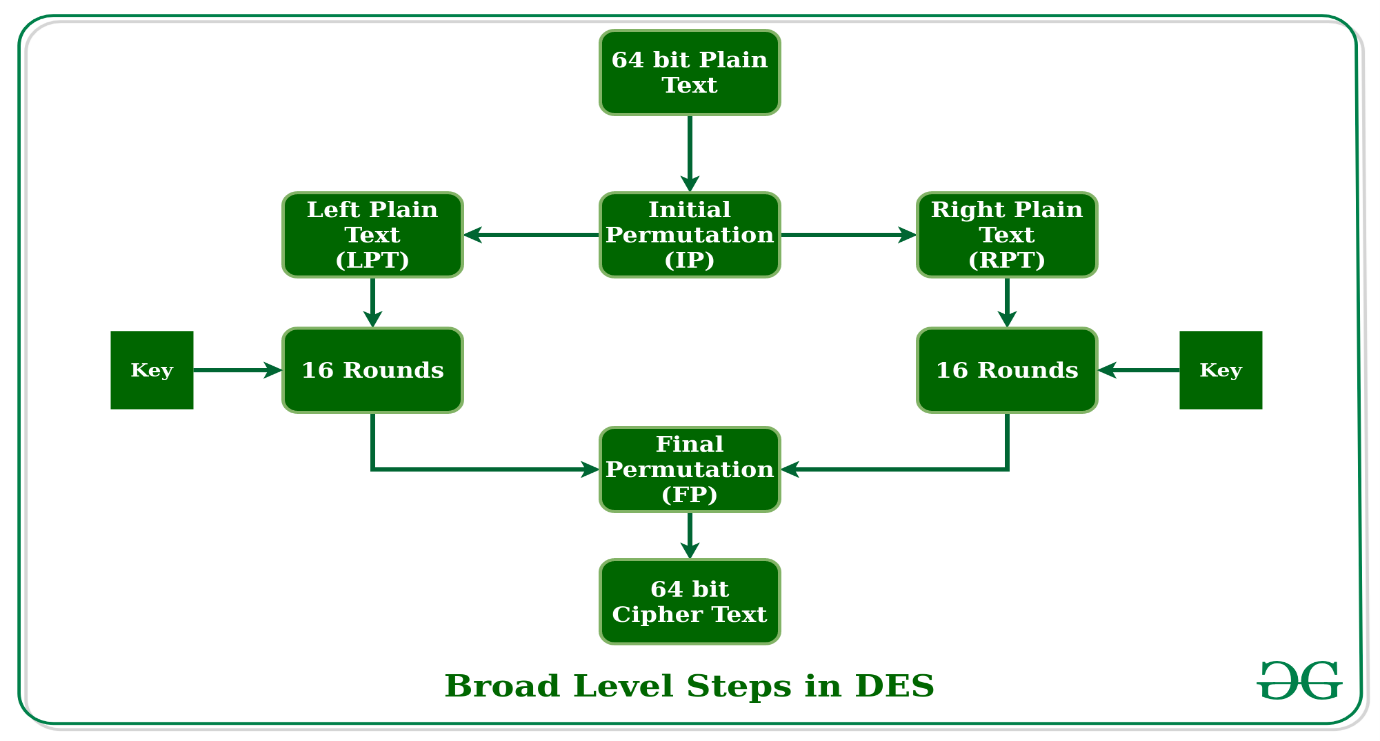 64 bit Plain
Text
Left Plain
Text
(LPT)
Initial
Permutation
(IP)
Right Plain
Text
(RPT)
Key
16 Rounds
16 Rounds
Key
Final
Permutation
(FP)
64 bit
Cipher Text
Broad Level Steps in DES